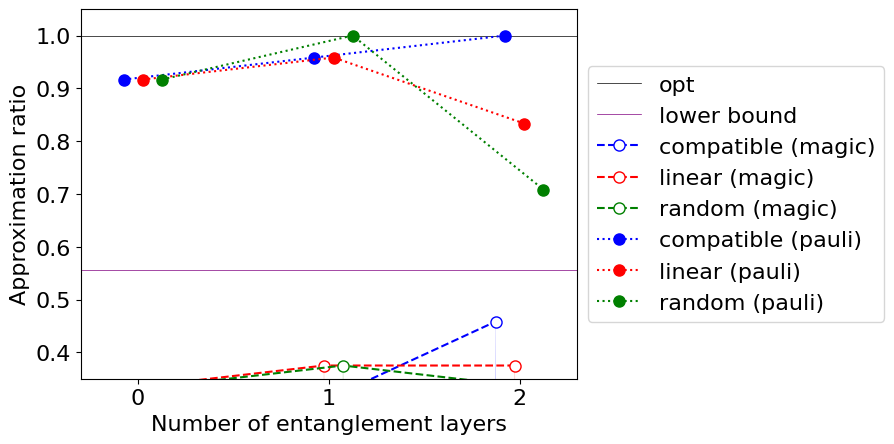 Approximation ratio
1.0
0.9
0.8
0.7
0.6
0.5
0.4
0
1
2
Number of entanglement layers
opt
lower bound
compatible (magic)
linear (magic)
random (magic)
compatible (pauli)
linear (pauli)
random (pauli)